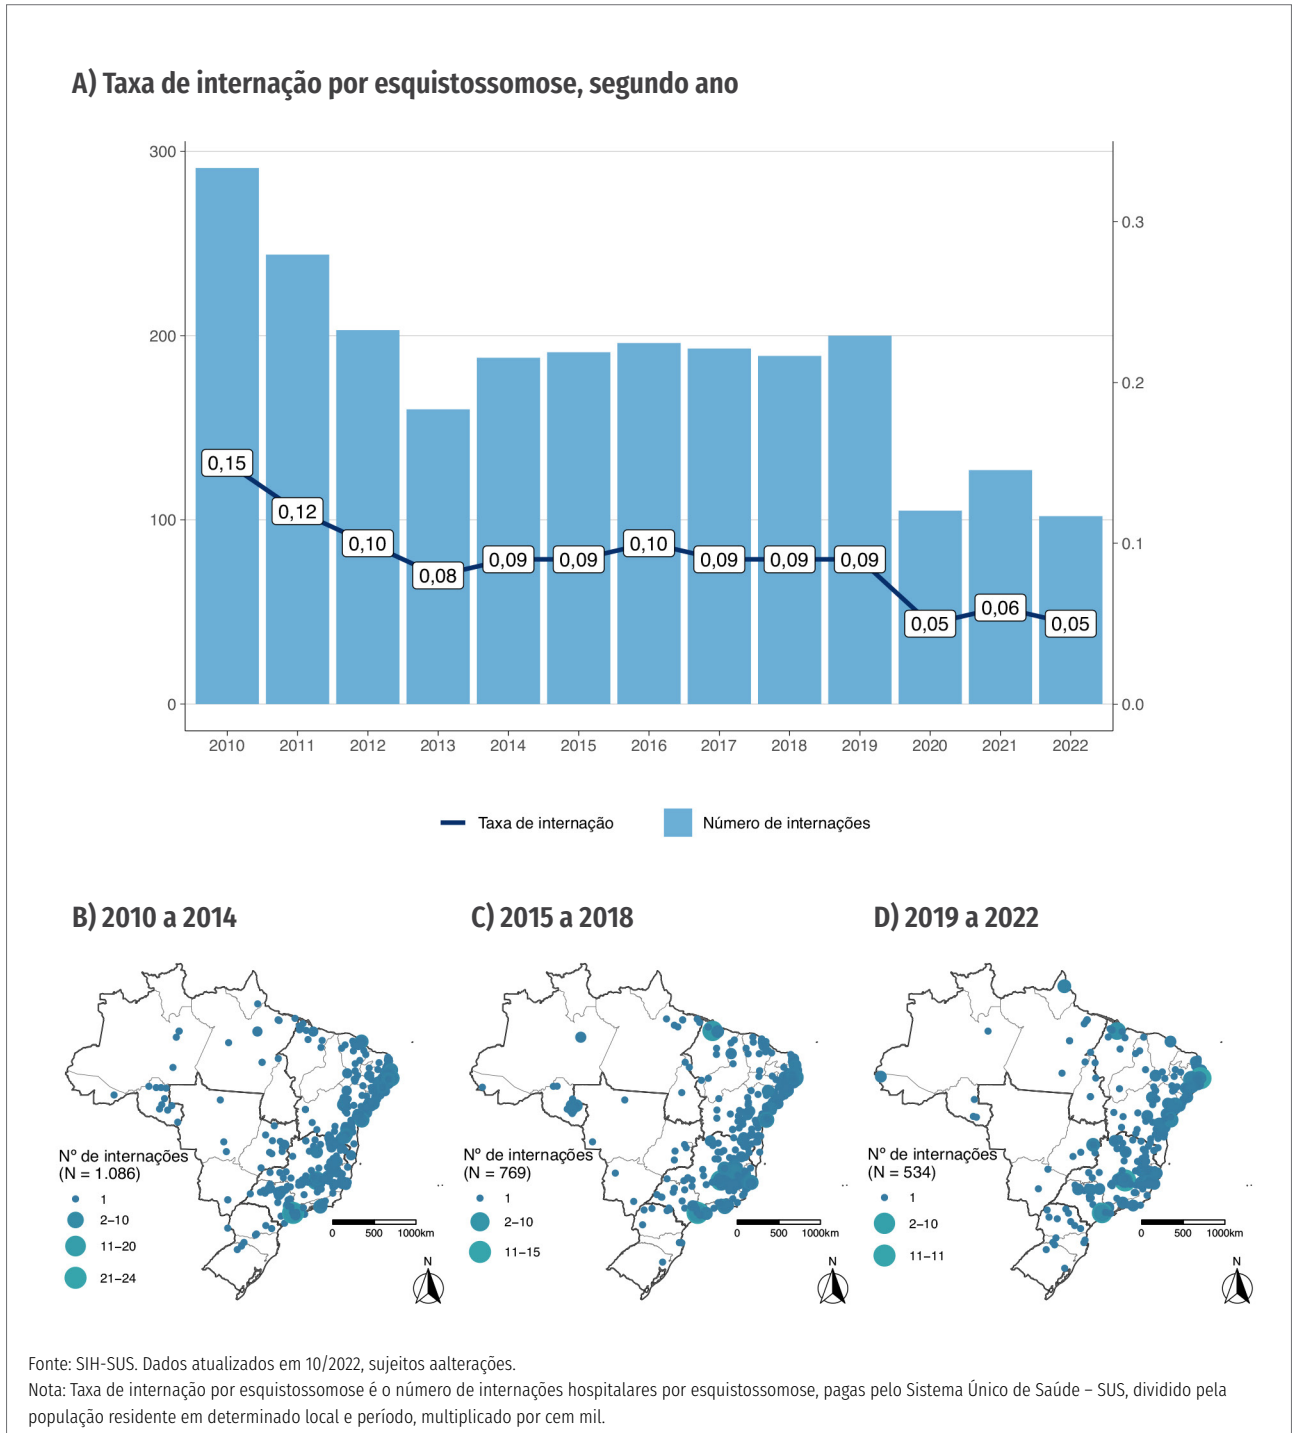 A) Taxa de internação por esquistossomose, segundo ano
300
200
100
0
0.3
0.2
0.1
0.0
0,15
0,12
0,10
0,08
0,09
0,09
0,10
0,09
0,09
0,09
0,05
0,06
0,05
2010 2011 2012 2013 2014 2015 2016 2017 2018 2019 2020 2021 2022
Taxa de internação Número de internações
B) 2010 a 2014
Nº de internações
(N = 1.086)
1
2–10
11–20
21–24
0 500 1000km
N
C) 2015 a 2018
Nº de internações
(N = 769)
1
2–10
11–15
0 500 1000km
N
D) 2019 a 2022
Nº de internações
(N = 534)
1
2–10
11–11
0 500 1000km
N
Fonte: SIH-SUS. Dados atualizados em 10/2022, sujeitos aalterações.
Nota: Taxa de internação por esquistossomose é o número de internações hospitalares por esquistossomose, pagas pelo Sistema Único de Saúde – SUS, dividido pela
população residente em determinado local e período, multiplicado por cem mil.